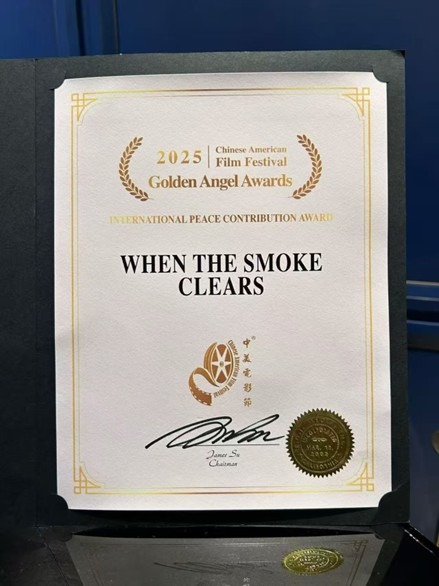 2025
Chinese American
Film Festival
Golden Angel Awards
INTERNATIONAL PEACE CONTRIBUTION AWARD
WHEN THE SMOKE
CLEARS
中美電影節
James Su
Chairman